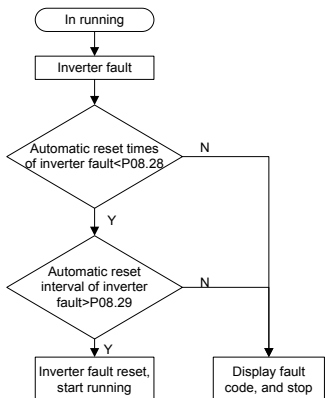 In running
Inverter fault
Automatic reset times
of inverter fault<P08.28
N
Y
Automatic reset
interval of inverter
fault>P08.29
N
Y
Inverter fault reset,
start running
Display fault
code, and stop